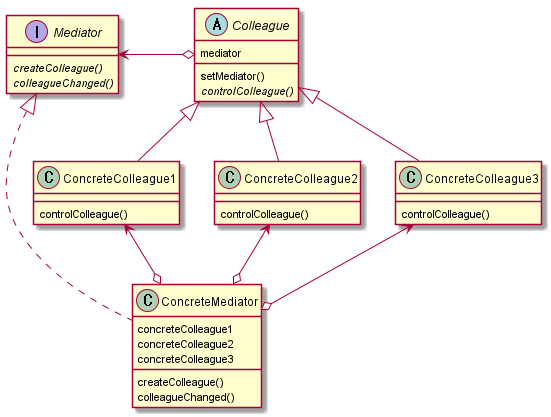 I Mediator
createColleague()
colleagueChanged()
A Colleague
mediator
setMediator()
controlColleague()
C ConcreteColleague1
controlColleague()
C ConcreteColleague2
controlColleague()
C ConcreteColleague3
controlColleague()
C ConcreteMediator
concreteColleague1
concreteColleague2
concreteColleague3
createColleague()
colleagueChanged()